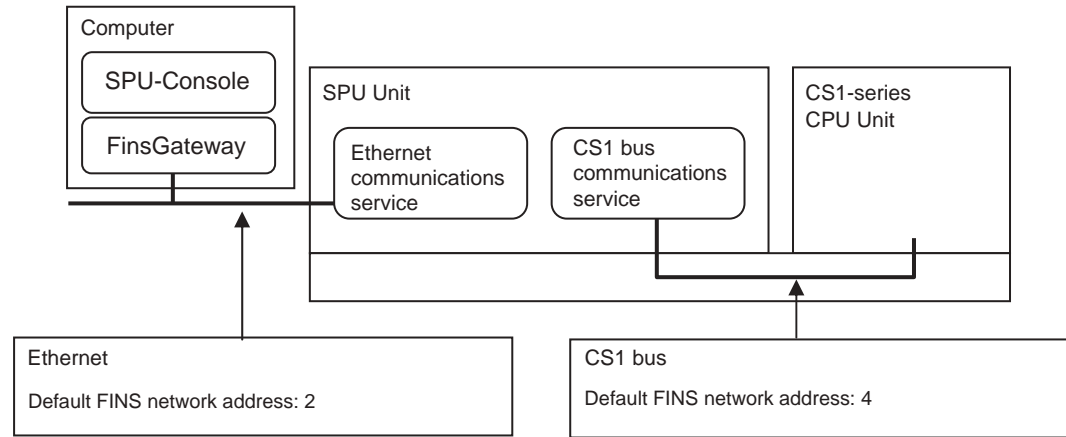 Computer
SPU-Console
FinsGateway
SPU Unit
Ethernet
communications
service
CS1 bus
communications
service
CS1-series
CPU Unit
Ethernet
Default FINS network address: 2
CS1 bus
Default FINS network address: 4